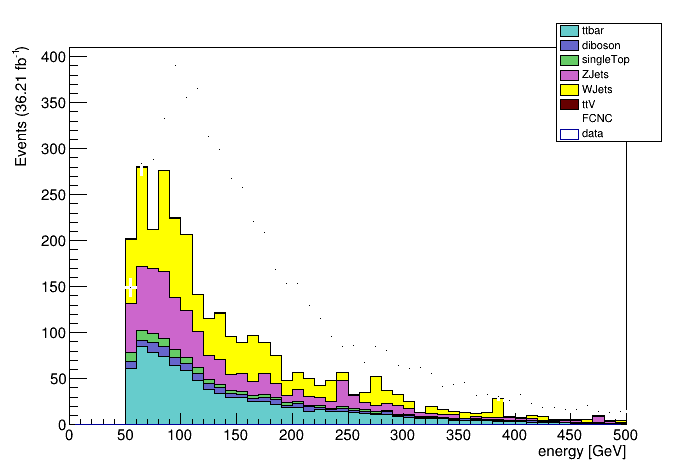 ttbar
diboson
singleTop
ZJets
WJets
ttV
FCNC
data
Events (36.21 fb⁻¹)
400
350
300
250
200
150
100
50
0
0 50 100 150 200 250 300 350 400 450 500
energy [GeV]